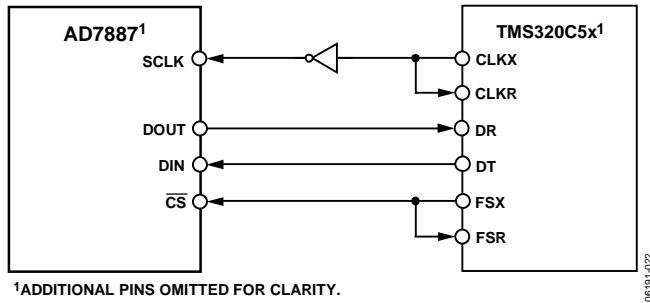 AD7887¹
TMS320C5x¹
SCLK
CLKX
CLKR
DOUT
DR
DIN
DT
CS
FSX
FSR
¹ADDITIONAL PINS OMITTED FOR CLARITY.
06191-022